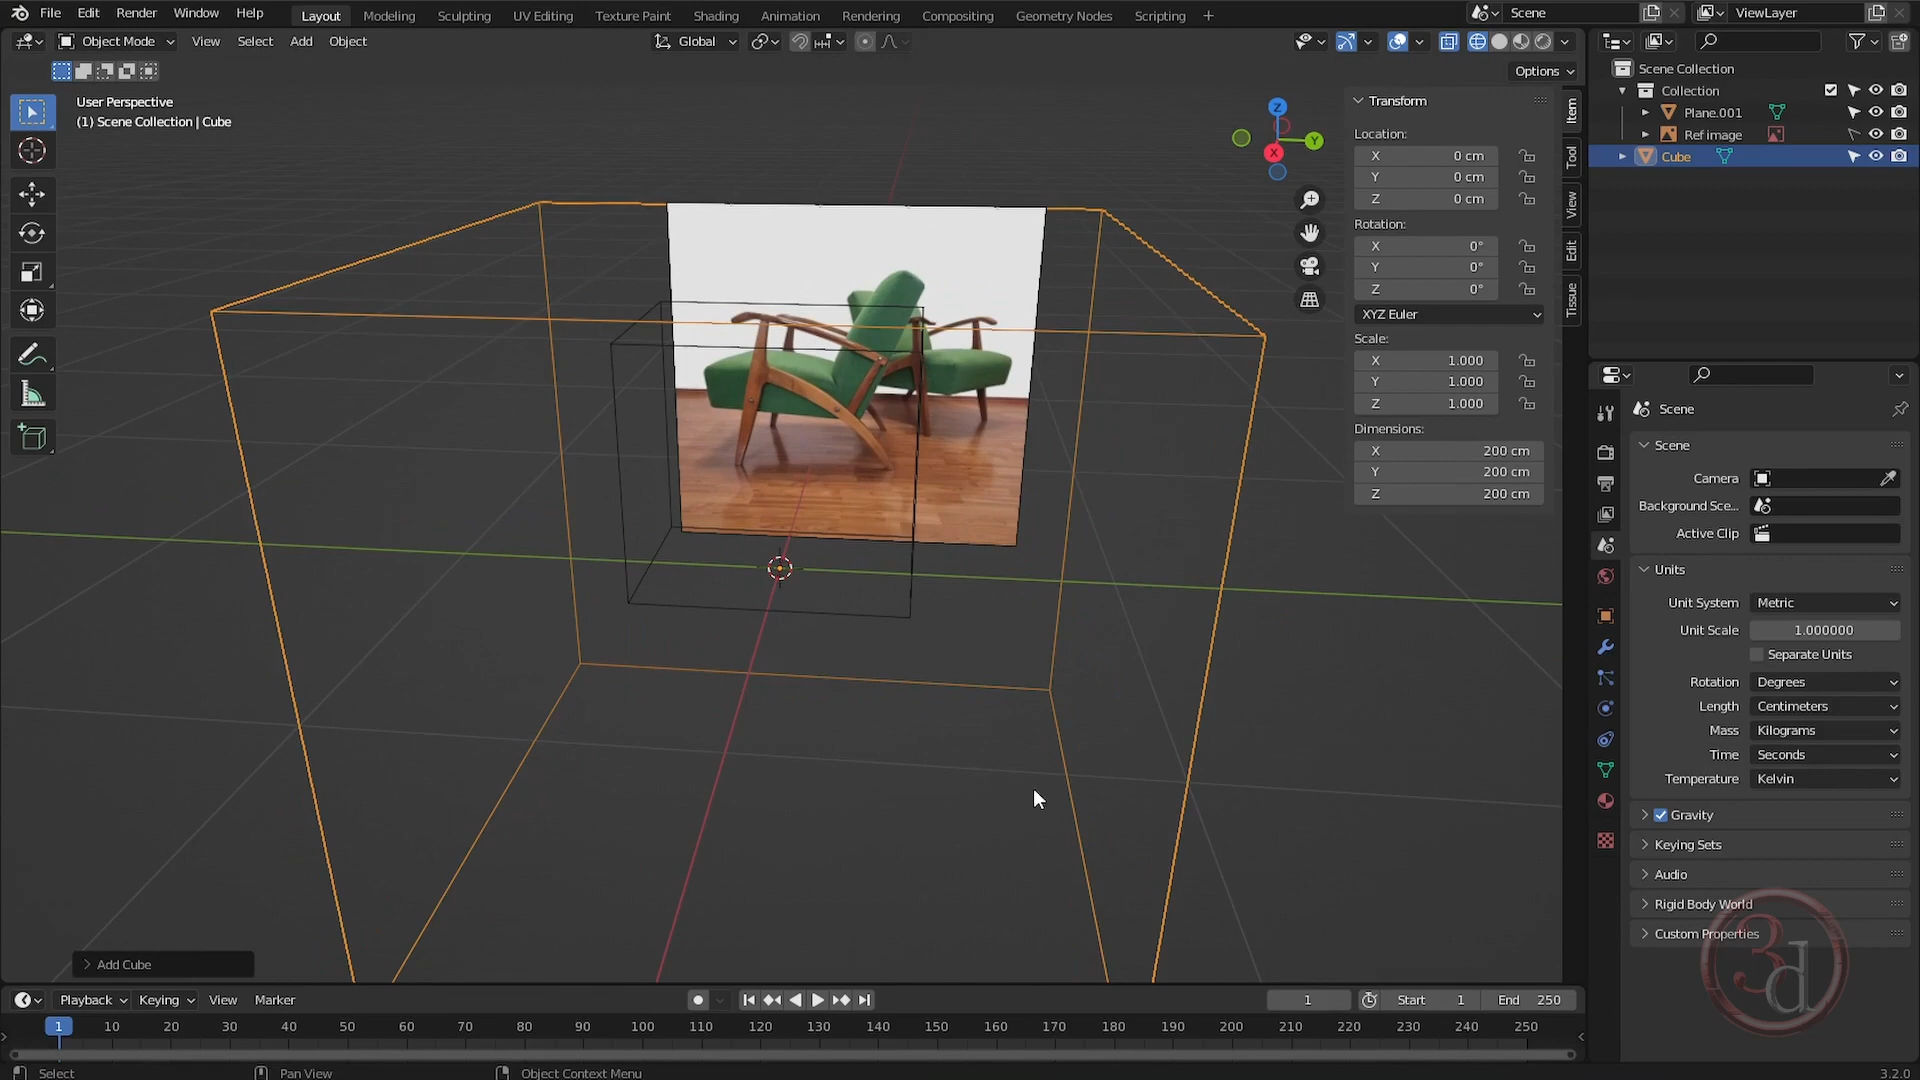 File Edit Render Window Help Layout Modeling Sculpting UV Editing Texture Paint Shading Animation Rendering Compositing Geometry Nodes Scripting + Scene ViewLayer
Object Mode View Select Add Object Global
Options
User Perspective
(1) Scene Collection | Cube
Z
Y
X
Transform
Location:
X 0 cm
Y 0 cm
Z 0 cm
Rotation:
X 0°
Y 0°
Z 0°
XYZ Euler
Scale:
X 1.000
Y 1.000
Z 1.000
Dimensions:
X 200 cm
Y 200 cm
Z 200 cm
Item
Tool
View
Edit
Tissue
Scene Collection
Collection
Plane.001
Ref image
Cube
Scene
Scene
Camera
Background Sce...
Active Clip
Units
Unit System Metric
Unit Scale 1.000000
Separate Units
Rotation Degrees
Length Centimeters
Mass Kilograms
Time Seconds
Temperature Kelvin
Gravity
Keying Sets
Audio
Rigid Body World
Custom Properties
3d
Add Cube
Playback Keying View Marker 1 Start 1 End 250
1 10 20 30 40 50 60 70 80 90 100 110 120 130 140 150 160 170 180 190 200 210 220 230 240 250
Select Pan View Object Context Menu 3.2.0